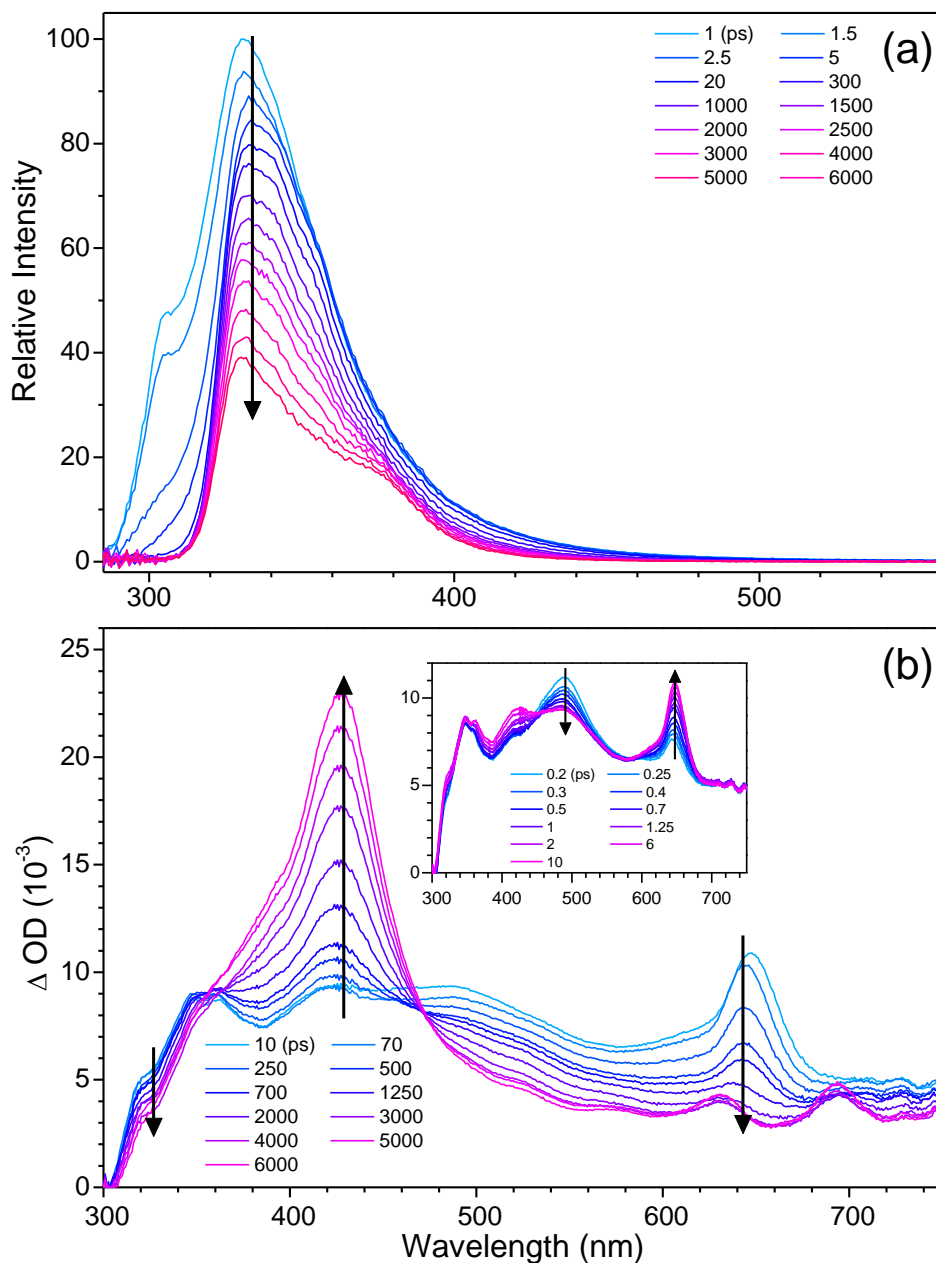 (a)
1 (ps) 1.5
2.5 5
20 300
1000 1500
2000 2500
3000 4000
5000 6000
100
80
60
40
20
0
Relative Intensity
300 400 500
(b)
25
20
15
10
5
0
Δ OD (10-3)
10
5
0
0.2 (ps) 0.25
0.3 0.4
0.5 0.7
1 1.25
2 6
10
300 400 500 600 700
10 (ps) 70
250 500
700 1250
2000 3000
4000 5000
6000
300 400 500 600 700
Wavelength (nm)